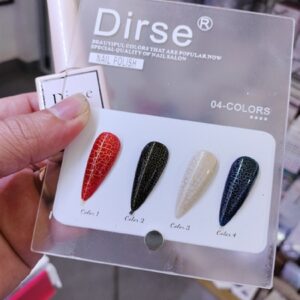 Dirse®
BEAUTIFUL COLORS THAT ARE POPULAR NOW
SPECIAL QUALITY OF NAIL SALON
NAIL POLISH
Dirse
04-COLORS
Color 1
Color 2
Color 3
Color 4